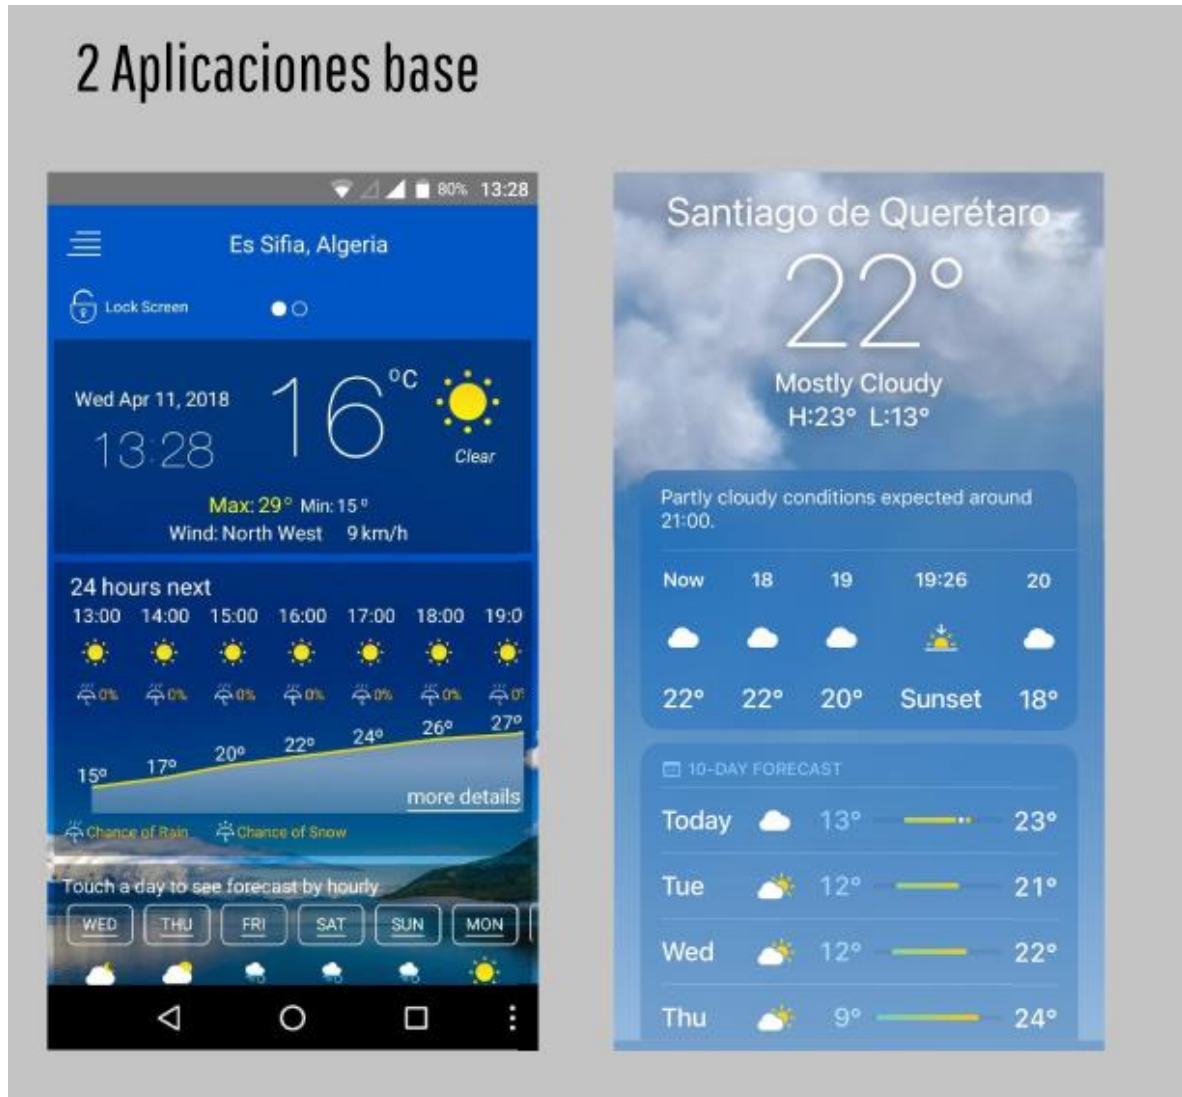 2 Aplicaciones base
80% 13:28
Es Sifia, Algeria
Lock Screen
Wed Apr 11, 2018
13:28
16°C
Clear
Max: 29° Min: 15°
Wind: North West 9 km/h
24 hours next
13:00 14:00 15:00 16:00 17:00 18:00 19:0
0% 0% 0% 0% 0% 0% 0°
15° 17° 20° 22° 24° 26° 27°
more details
Chance of Rain Chance of Snow
Touch a day to see forecast by hourly
WED THU FRI SAT SUN MON
Santiago de Querétaro
22°
Mostly Cloudy
H:23° L:13°
Partly cloudy conditions expected around
21:00.
Now 18 19 19:26 20
22° 22° 20° Sunset 18°
10-DAY FORECAST
Today 13° 23°
Tue 12° 21°
Wed 12° 22°
Thu 9° 24°